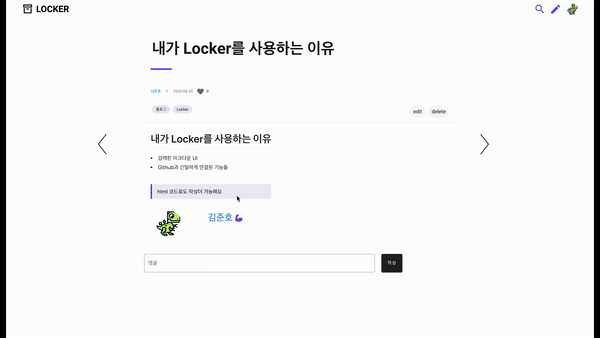 LOCKER
내가 Locker를 사용하는 이유
김준호 / 2020-08-20 0
블로그 Locker
edit delete
내가 Locker를 사용하는 이유
강력한 마크다운 UI
Github과 긴밀하게 연결된 기능들
html 코드로도 작성이 가능해요
김준호
댓글 작성